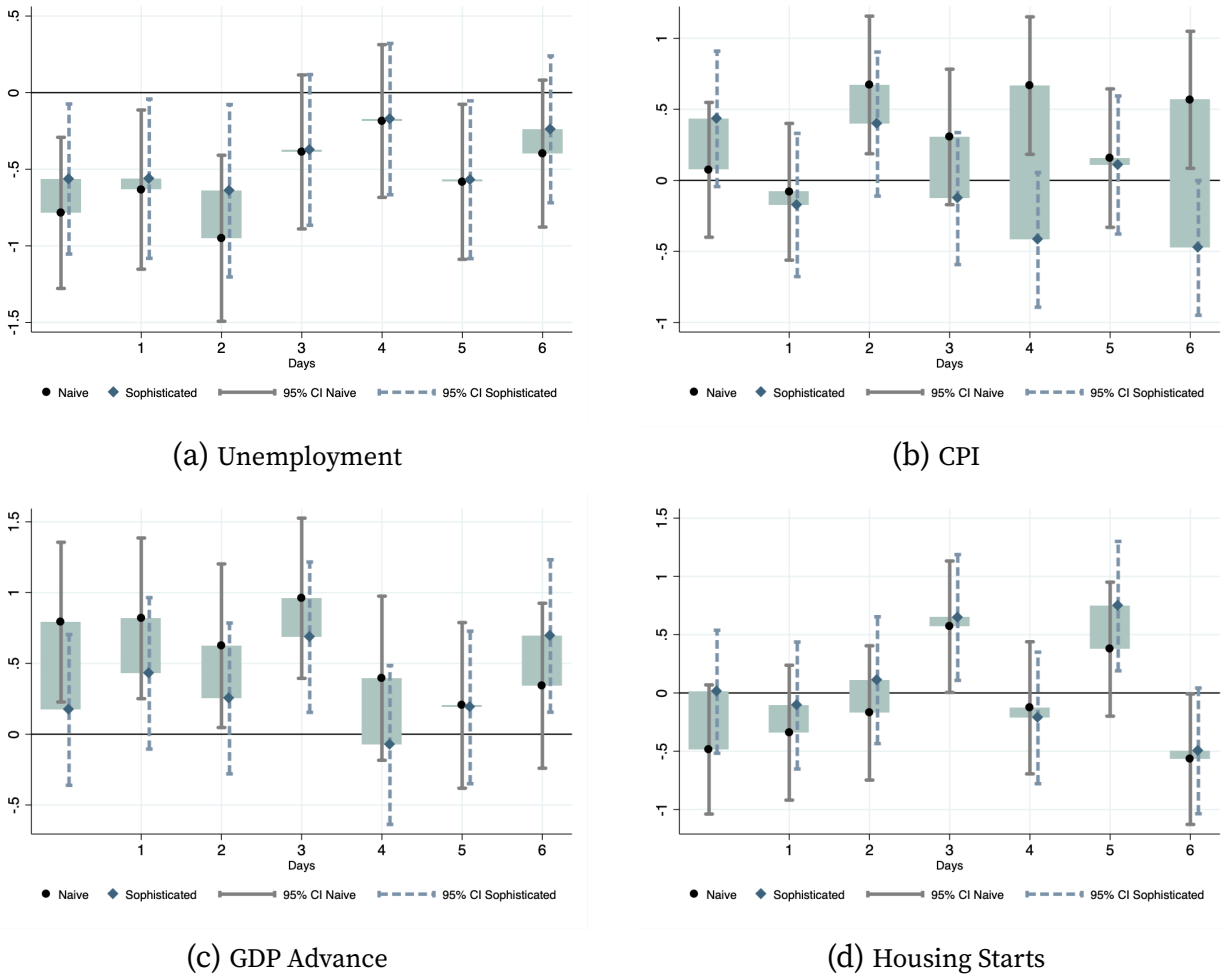 .5
0
-.5
-1
-1.5
1 2 3 4 5 6
Days
Naive Sophisticated 95% CI Naive 95% CI Sophisticated
(a) Unemployment
1
.5
0
-.5
-1
1 2 3 4 5 6
Days
Naive Sophisticated 95% CI Naive 95% CI Sophisticated
(b) CPI
1.5
1
.5
0
-.5
1 2 3 4 5 6
Days
Naive Sophisticated 95% CI Naive 95% CI Sophisticated
(c) GDP Advance
1.5
1
.5
0
-.5
-1
1 2 3 4 5 6
Days
Naive Sophisticated 95% CI Naive 95% CI Sophisticated
(d) Housing Starts